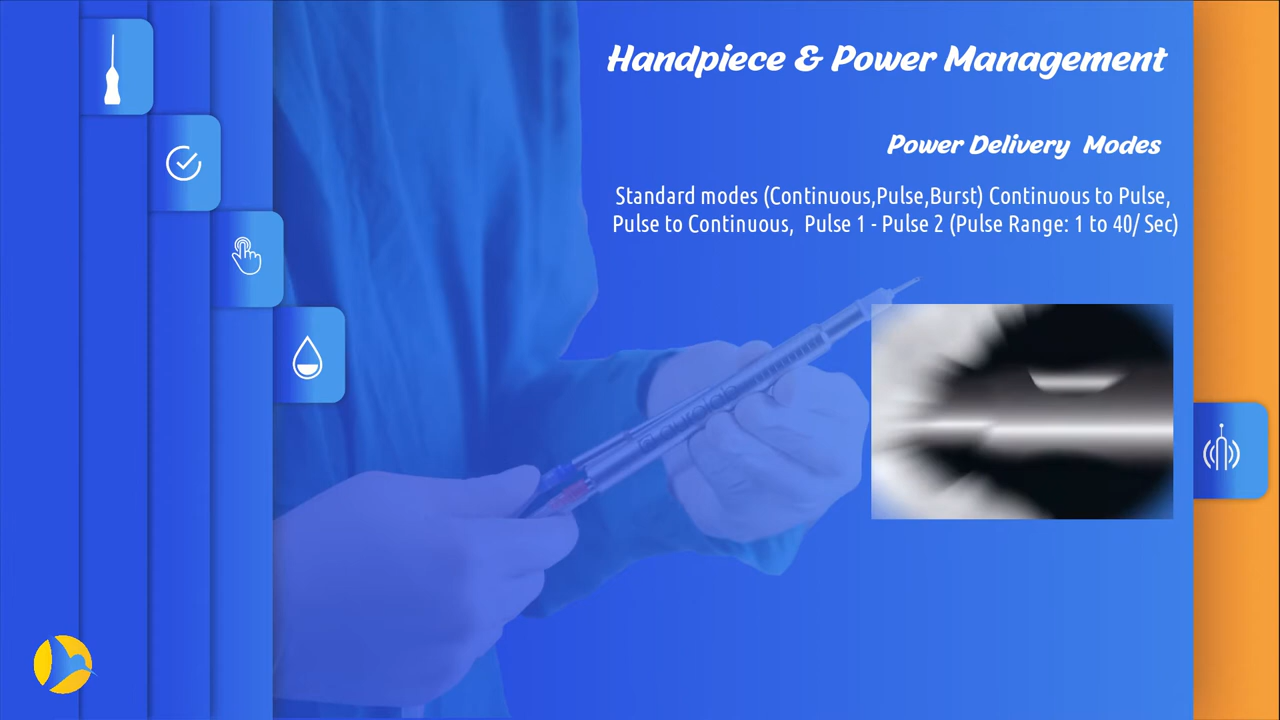 Handpiece & Power Management
Power Delivery Modes
Standard modes (Continuous,Pulse,Burst) Continuous to Pulse,
Pulse to Continuous, Pulse 1 - Pulse 2 (Pulse Range: 1 to 40/ Sec)
aurolab